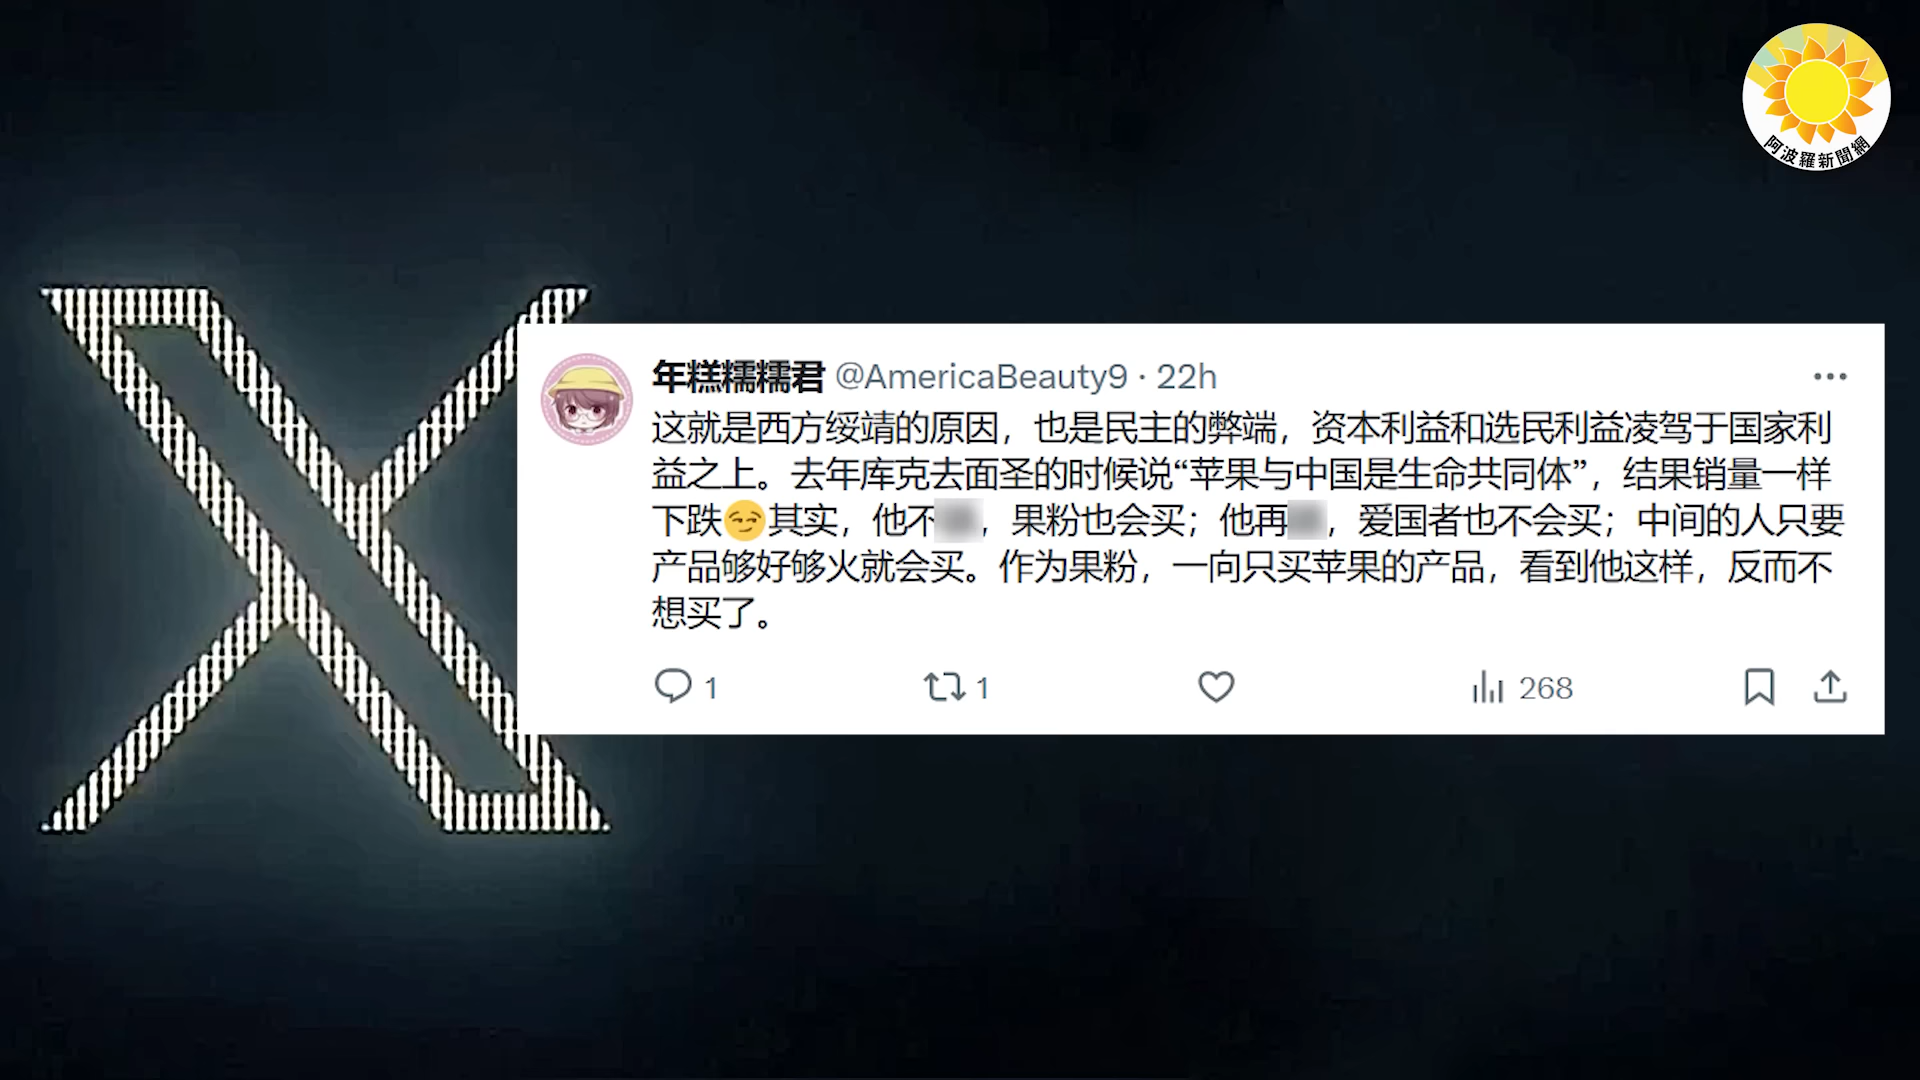 阿波羅新聞網
年糕糯糯君 @AmericaBeauty9 · 22h
这就是西方绥靖的原因，也是民主的弊端，资本利益和选民利益凌驾于国家利
益之上。去年库克去面圣的时候说“苹果与中国是生命共同体”，结果销量一样
下跌😏其实，他不，果粉也会买；他再，爱国者也不会买；中间的人只要
产品够好够火就会买。作为果粉，一向只买苹果的产品，看到他这样，反而不
想买了。
1 1 268